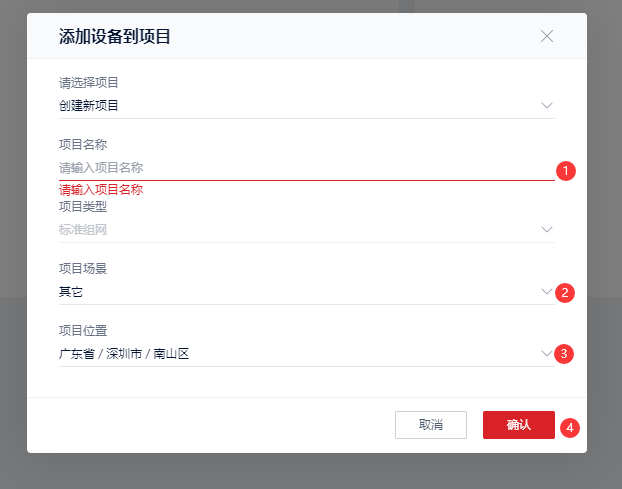 添加设备到项目
请选择项目
创建新项目
项目名称
请输入项目名称
1
请输入项目名称
项目类型
标准组网
项目场景
其它
2
项目位置
广东省 / 深圳市 / 南山区
3
取消
确认
4